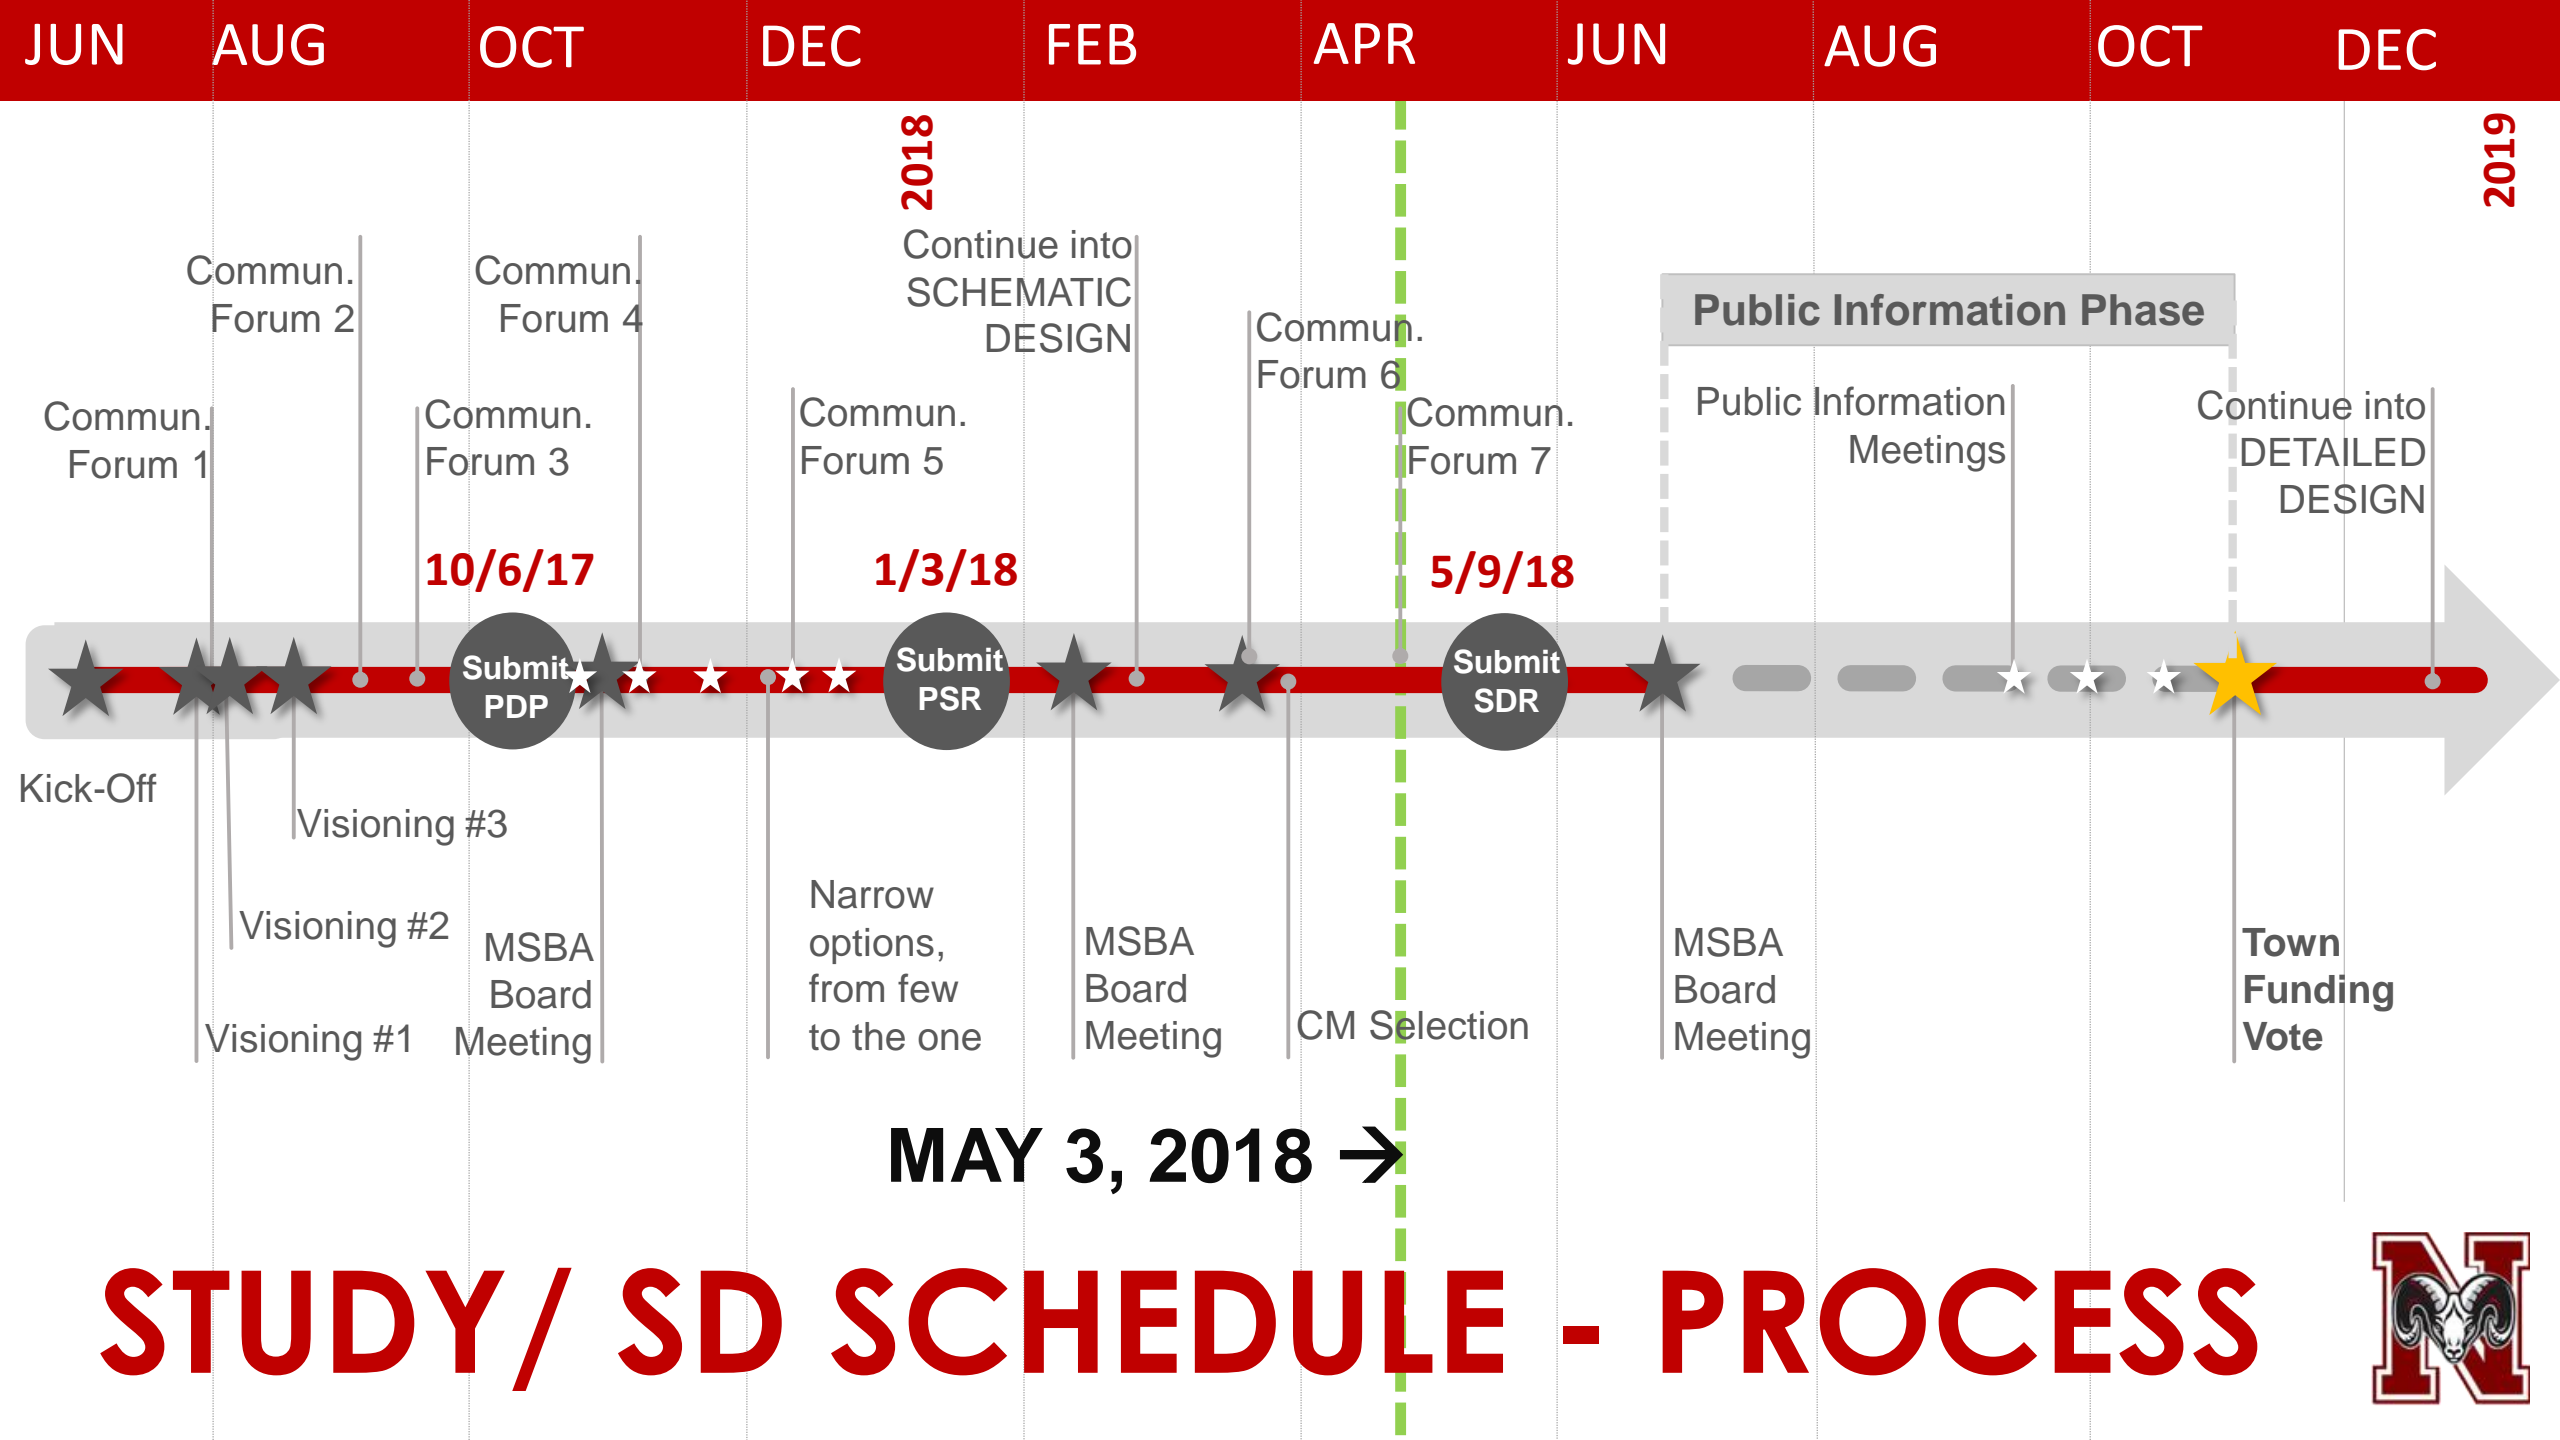 JUN AUG OCT DEC FEB APR JUN AUG OCT DEC
2018
2019
Commun.
Forum 1
Commun.
Forum 2
Commun.
Forum 3
Commun.
Forum 4
Commun.
Forum 5
Continue into
SCHEMATIC
DESIGN
Commun.
Forum 6
Commun.
Forum 7
Public Information Phase
Public Information
Meetings
Continue into
DETAILED
DESIGN
10/6/17
1/3/18
5/9/18
Submit
PDP
Submit
PSR
Submit
SDR
Kick-Off
Visioning #3
Visioning #2
Visioning #1
MSBA
Board
Meeting
Narrow
options,
from few
to the one
MSBA
Board
Meeting
CM Selection
MSBA
Board
Meeting
Town
Funding
Vote
MAY 3, 2018 →
STUDY/ SD SCHEDULE - PROCESS
N